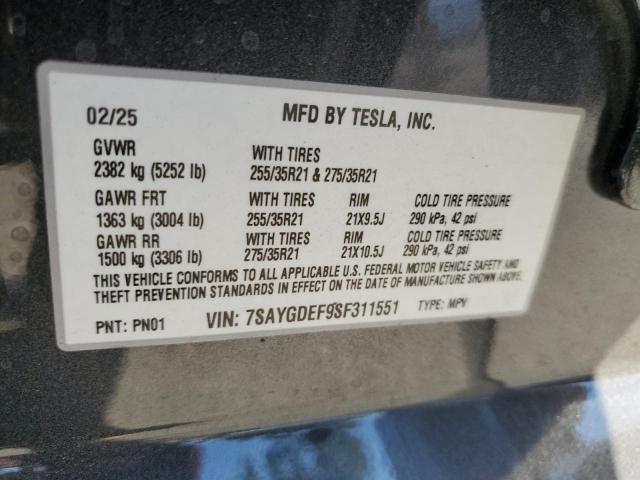 02/25 MFD BY TESLA, INC.
GVWR WITH TIRES
2382 kg (5252 lb) 255/35R21 & 275/35R21
GAWR FRT WITH TIRES RIM COLD TIRE PRESSURE
1363 kg (3004 lb) 255/35R21 21X9.5J 290 kPa, 42 psi
GAWR RR WITH TIRES RIM COLD TIRE PRESSURE
1500 kg (3306 lb) 275/35R21 21X10.5J 290 kPa, 42 psi
THIS VEHICLE CONFORMS TO ALL APPLICABLE U.S. FEDERAL MOTOR VEHICLE SAFETY AND
THEFT PREVENTION STANDARDS IN EFFECT ON THE DATE OF MANUFACTURE SHOWN ABOVE.
PNT: PN01 VIN: 7SAYGDEF9SF311551 TYPE: MPV